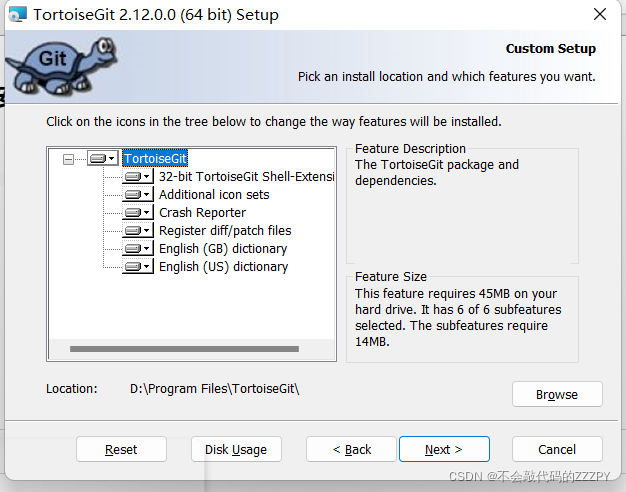 TortoiseGit 2.12.0.0 (64 bit) Setup
Git
Custom Setup
Pick an install location and which features you want.
Click on the icons in the tree below to change the way features will be installed.
TortoiseGit
32-bit TortoiseGit Shell-Extensi
Additional icon sets
Crash Reporter
Register diff/patch files
English (GB) dictionary
English (US) dictionary
Feature Description
The TortoiseGit package and
dependencies.
Feature Size
This feature requires 45MB on your
hard drive. It has 6 of 6 subfeatures
selected. The subfeatures require
14MB.
Location: D:\Program Files\TortoiseGit\
Browse
Reset
Disk Usage
< Back
Next >
Cancel
CSDN @不会敲代码的ZZZPY